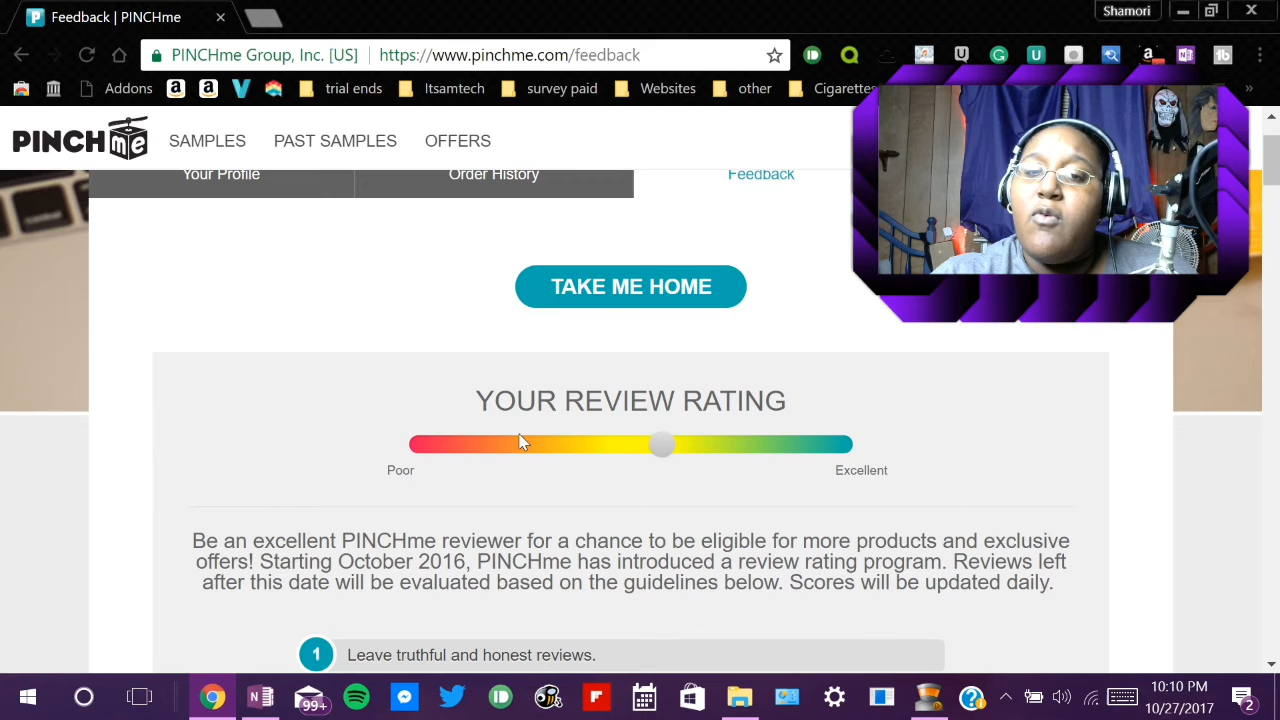 Feedback | PINCHme
Shamori
PINCHme Group, Inc. [US] https://www.pinchme.com/feedback
Addons trial ends Itsamtech survey paid Websites other Cigarettes
PINCHme SAMPLES PAST SAMPLES OFFERS
Your Profile Order History Feedback
TAKE ME HOME
YOUR REVIEW RATING
Poor Excellent
Be an excellent PINCHme reviewer for a chance to be eligible for more products and exclusive
offers! Starting October 2016, PINCHme has introduced a review rating program. Reviews left
after this date will be evaluated based on the guidelines below. Scores will be updated daily.
1 Leave truthful and honest reviews.
99+
10:10 PM
10/27/2017
2